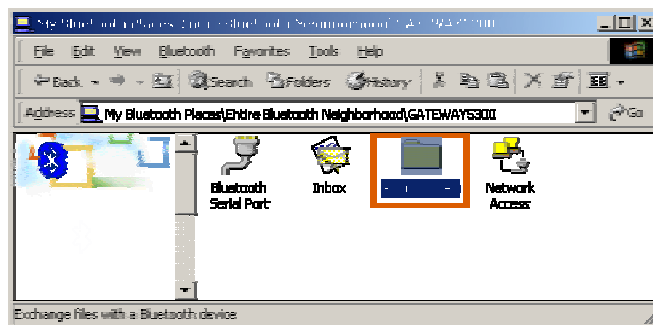 File Edit View Bluetooth Favorites Tools Help
Back Search Folders History
Address My Bluetooth Places\Entire Bluetooth Neighborhood\GATEWAYS300 Go
Bluetooth Serial Port
Inbox
Network Access
Exchange files with a Bluetooth device